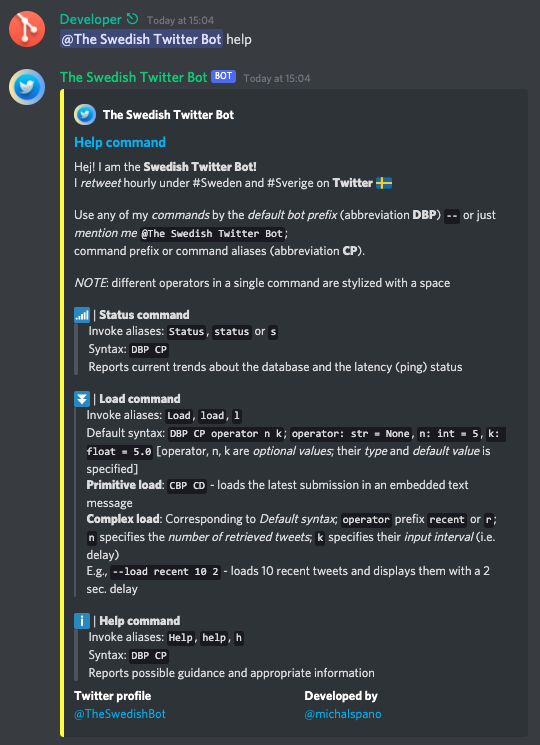 Developer Today at 15:04
@The Swedish Twitter Bot help
The Swedish Twitter Bot BOT Today at 15:04
The Swedish Twitter Bot
Help command
Hej! I am the Swedish Twitter Bot!
I retweet hourly under #Sweden and #Sverige on Twitter 🇸🇪
Use any of my commands by the default bot prefix (abbreviation DBP) -- or just
mention me @The Swedish Twitter Bot;
command prefix or command aliases (abbreviation CP).
NOTE: different operators in a single command are stylized with a space
| Status command
Invoke aliases: Status, status or s
Syntax: DBP CP
Reports current trends about the database and the latency (ping) status
| Load command
Invoke aliases: Load, load, l
Default syntax: DBP CP operator n k; operator: str = None, n: int = 5, k:
float = 5.0 [operator, n, k are optional values; their type and default value is
specified]
Primitive load: CBP CD - loads the latest submission in an embedded text
message
Complex load: Corresponding to Default syntax; operator prefix recent or r;
n specifies the number of retrieved tweets; k specifies their input interval (i.e.
delay)
E.g., --load recent 10 2 - loads 10 recent tweets and displays them with a 2
sec. delay
| Help command
Invoke aliases: Help, help, h
Syntax: DBP CP
Reports possible guidance and appropriate information
Twitter profile
@TheSwedishBot
Developed by
@michalspano